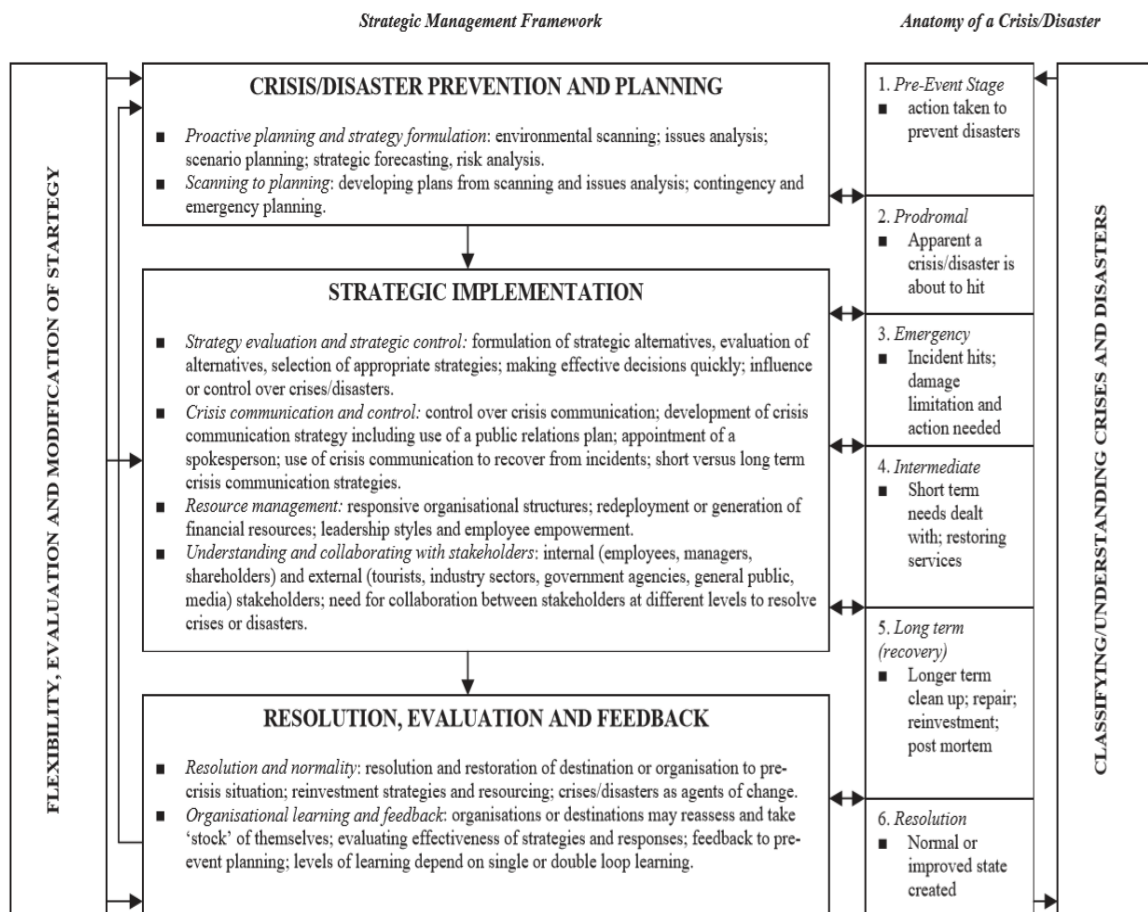 Strategic Management Framework
Anatomy of a Crisis/Disaster
FLEXIBILITY, EVALUATION AND MODIFICATION OF STARTEGY
CRISIS/DISASTER PREVENTION AND PLANNING
■ Proactive planning and strategy formulation: environmental scanning; issues analysis;
scenario planning; strategic forecasting, risk analysis.
■ Scanning to planning: developing plans from scanning and issues analysis; contingency and
emergency planning.
STRATEGIC IMPLEMENTATION
■ Strategy evaluation and strategic control: formulation of strategic alternatives, evaluation of
alternatives, selection of appropriate strategies; making effective decisions quickly; influence
or control over crises/disasters.
■ Crisis communication and control: control over crisis communication; development of crisis
communication strategy including use of a public relations plan; appointment of a
spokesperson; use of crisis communication to recover from incidents; short versus long term
crisis communication strategies.
■ Resource management: responsive organisational structures; redeployment or generation of
financial resources; leadership styles and employee empowerment.
■ Understanding and collaborating with stakeholders: internal (employees, managers,
shareholders) and external (tourists, industry sectors, government agencies, general public,
media) stakeholders; need for collaboration between stakeholders at different levels to resolve
crises or disasters.
RESOLUTION, EVALUATION AND FEEDBACK
■ Resolution and normality: resolution and restoration of destination or organisation to pre-
crisis situation; reinvestment strategies and resourcing; crises/disasters as agents of change.
■ Organisational learning and feedback: organisations or destinations may reassess and take
‘stock’ of themselves; evaluating effectiveness of strategies and responses; feedback to pre-
event planning; levels of learning depend on single or double loop learning.
1. Pre-Event Stage
■ action taken to
prevent disasters
2. Prodromal
■ Apparent a
crisis/disaster is
about to hit
3. Emergency
■ Incident hits;
damage
limitation and
action needed
4. Intermediate
■ Short term
needs dealt
with; restoring
services
5. Long term
(recovery)
■ Longer term
clean up; repair;
reinvestment;
post mortem
6. Resolution
■ Normal or
improved state
created
CLASSIFYING/UNDERSTANDING CRISES AND DISASTERS